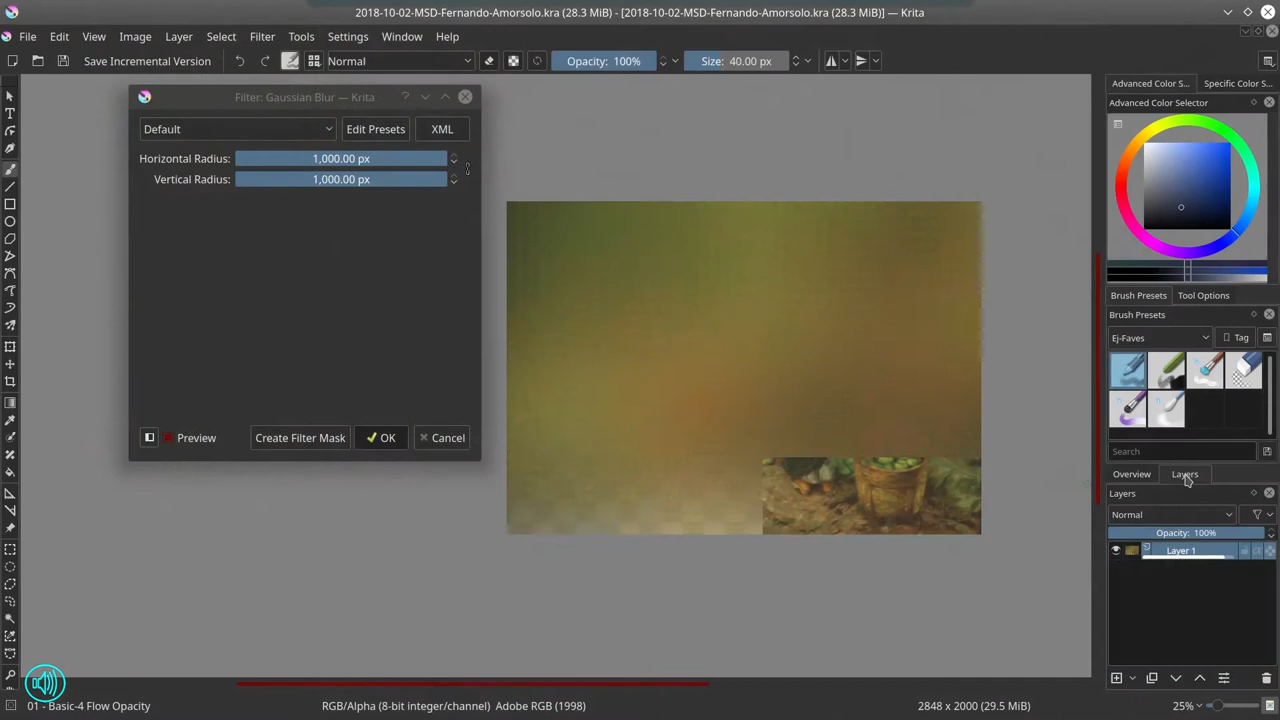 2018-10-02-MSD-Fernando-Amorsolo.kra (28.3 MiB) - [2018-10-02-MSD-Fernando-Amorsolo.kra (28.3 MiB)] — Krita
File Edit View Image Layer Select Filter Tools Settings Window Help
Save Incremental Version Normal Opacity: 100% Size: 40.00 px
Advanced Color S... Specific Color S...
Filter: Gaussian Blur — Krita
Advanced Color Selector
Default Edit Presets XML
Horizontal Radius: 1,000.00 px
Vertical Radius: 1,000.00 px
Brush Presets Tool Options
Brush Presets
Ej-Faves Tag
Preview Create Filter Mask OK Cancel
Search
Overview Layers
Layers
Normal
Opacity: 100%
Layer 1
01 - Basic-4 Flow Opacity RGB/Alpha (8-bit integer/channel) Adobe RGB (1998) 2848 x 2000 (29.5 MiB) 25%